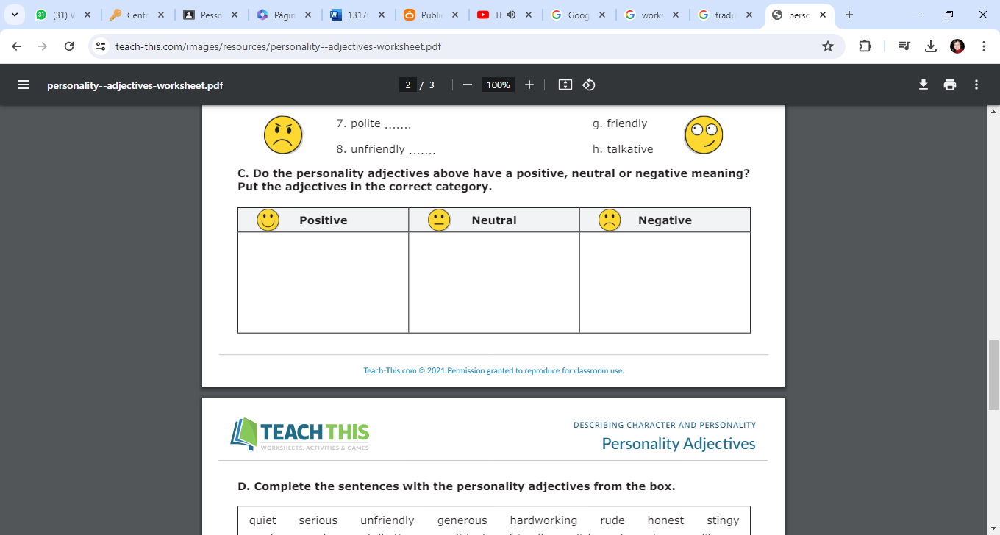 (31) W
Centr
Pesso
Págin
1317
Public
Goog
works
tradu
perso
teach-this.com/images/resources/personality--adjectives-worksheet.pdf
personality--adjectives-worksheet.pdf
2 / 3
100%
7. polite .......
g. friendly
8. unfriendly .......
h. talkative
C. Do the personality adjectives above have a positive, neutral or negative meaning?
Put the adjectives in the correct category.
Positive Neutral Negative
Teach-This.com © 2021 Permission granted to reproduce for classroom use.
TEACH THIS
WORKSHEETS, ACTIVITIES & GAMES
DESCRIBING CHARACTER AND PERSONALITY
Personality Adjectives
D. Complete the sentences with the personality adjectives from the box.
quiet serious unfriendly generous hardworking rude honest stingy